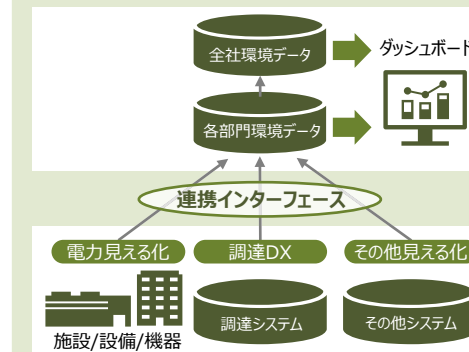 全社環境データ
ダッシュボード
各部門環境データ
連携インターフェース
電力見える化
調達DX
その他見える化
調達システム
その他システム
施設/設備/機器